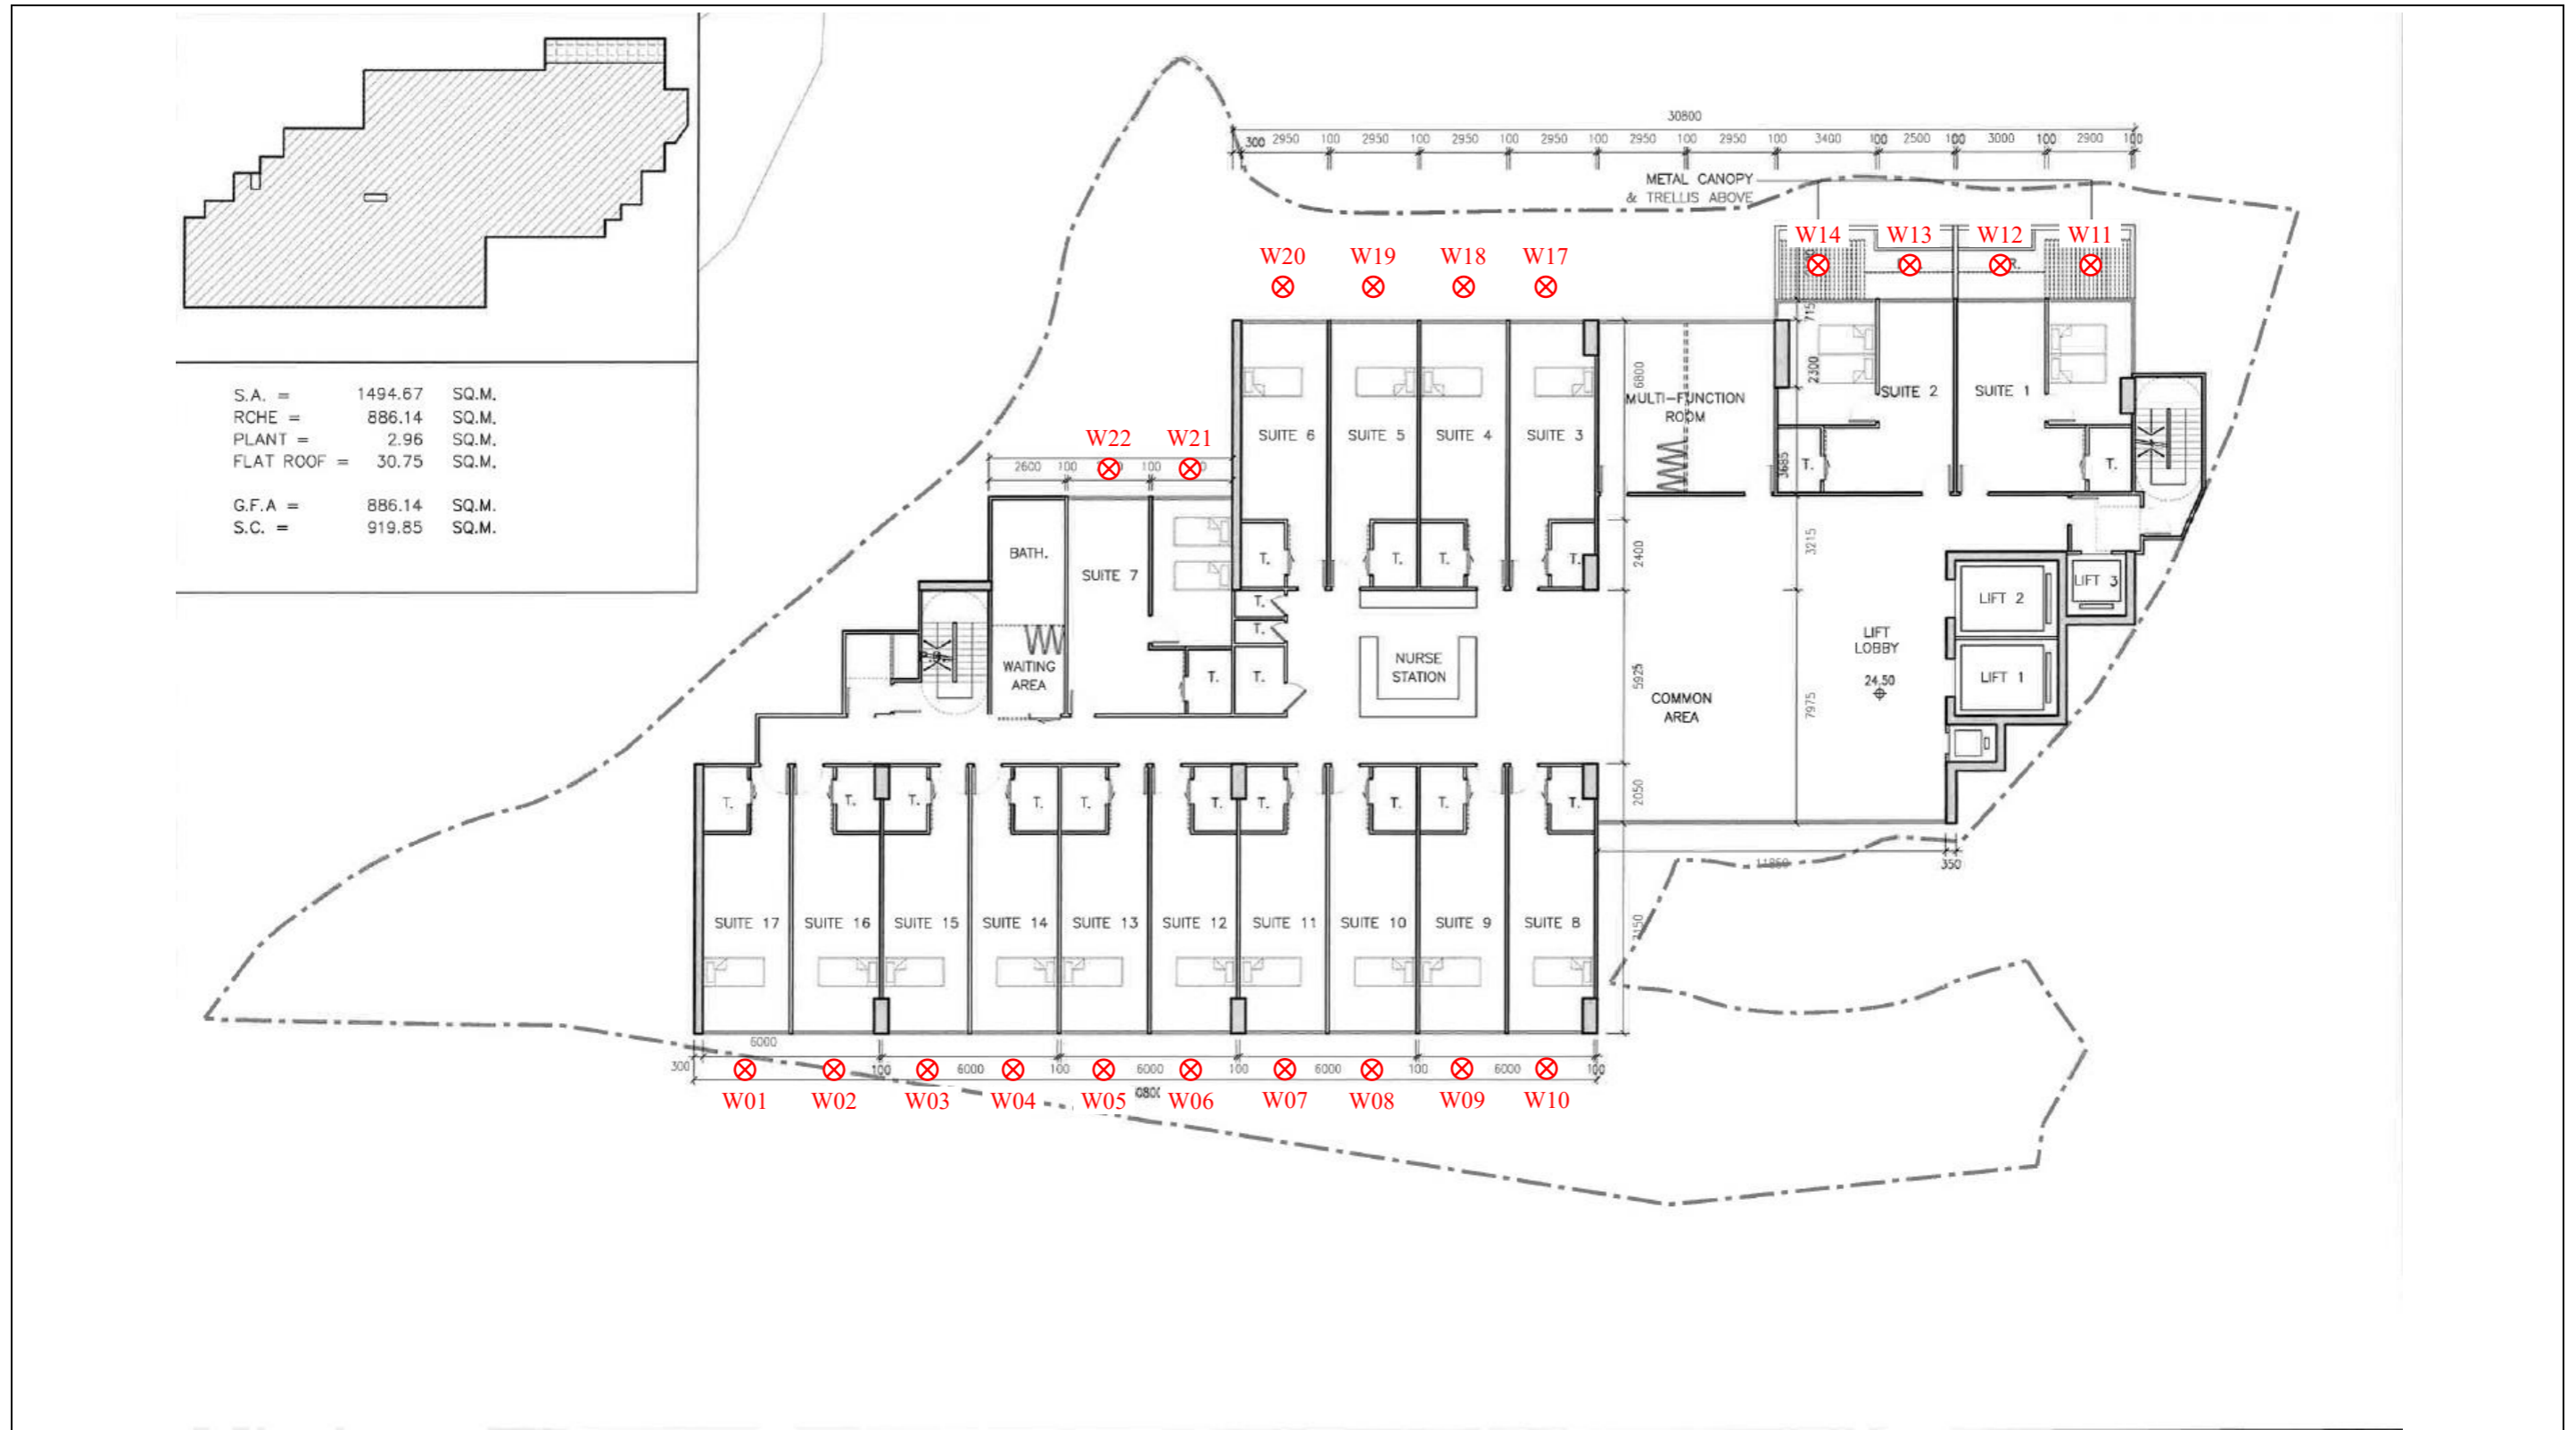 30800
300 2950 100 2950 100 2950 100 2950 100 2950 100 2950 100 3400 100 2500 100 3000 100 2900 100
METAL CANOPY
& TRELLIS ABOVE
W14 W13 W12 W11
W20 W19 W18 W17
715
2300
6800
S.A. = 1494.67 SQ.M.
RCHE = 886.14 SQ.M.
PLANT = 2.96 SQ.M.
FLAT ROOF = 30.75 SQ.M.
G.F.A = 886.14 SQ.M.
S.C. = 919.85 SQ.M.
MULTI-FUNCTION
ROOM
SUITE 2 SUITE 1
SUITE 6 SUITE 5 SUITE 4 SUITE 3
W22 W21
2600 100 100
3685
T. T.
BATH.
SUITE 7
T. T. T. T.
2400
3215
LIFT 3
LIFT 2
T.
T.
LIFT
LOBBY
24.50
LIFT 1
NURSE
STATION
WAITING
AREA
T. T.
5925
COMMON
AREA
7975
T. T. T. T. T. T. T. T. T. T.
2050
11850
350
SUITE 17 SUITE 16 SUITE 15 SUITE 14 SUITE 13 SUITE 12 SUITE 11 SUITE 10 SUITE 9 SUITE 8
7150
6000
300 100 6000 100 6000 100 6000 100 6000 100
W01 W02 W03 W04 W05 W06 W07 W08 W09 W10